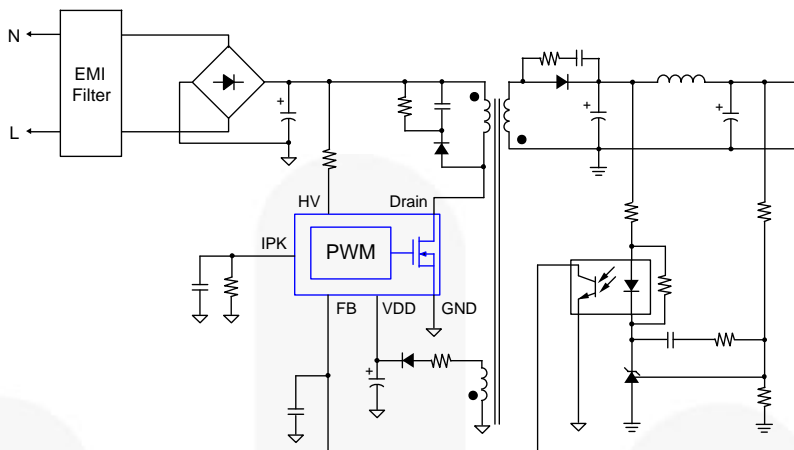 N
EMI
Filter
L
HV
Drain
IPK
PWM
FB
VDD
GND
+
+
+
+